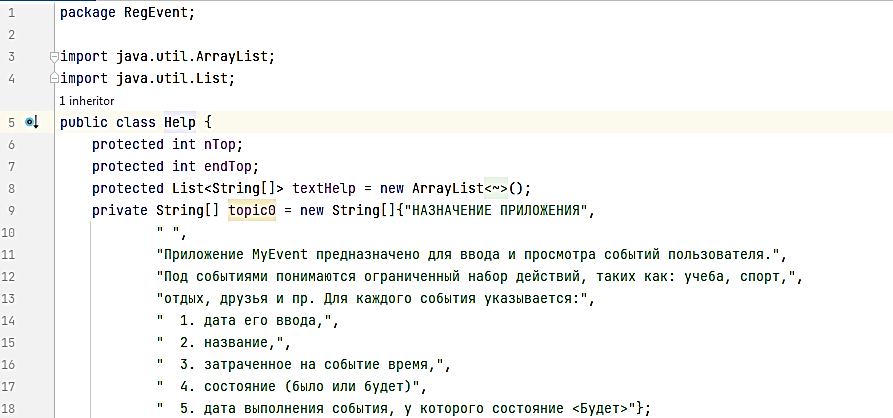 1 package RegEvent;
2
3 import java.util.ArrayList;
4 import java.util.List;
1 inheritor
5 public class Help {
6 protected int nTop;
7 protected int endTop;
8 protected List<String[]> textHelp = new ArrayList<~>();
9 private String[] topic0 = new String[]{"НАЗНАЧЕНИЕ ПРИЛОЖЕНИЯ",
10 " ",
11 "Приложение MyEvent предназначено для ввода и просмотра событий пользователя.",
12 "Под событиями понимаются ограниченный набор действий, таких как: учеба, спорт,",
13 "отдых, друзья и пр. Для каждого события указывается:",
14 "  1. дата его ввода,",
15 "  2. название,",
16 "  3. затраченное на событие время,",
17 "  4. состояние (было или будет)",
18 "  5. дата выполнения события, у которого состояние <Будет>"};